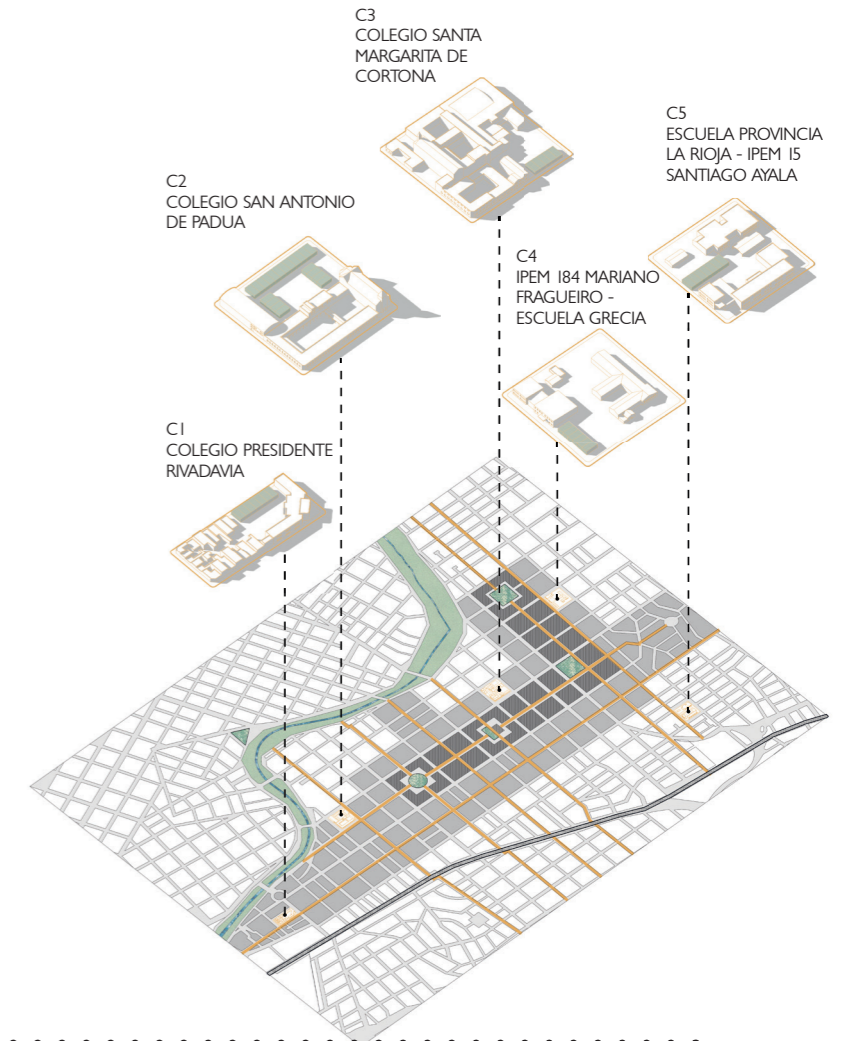 C3
COLEGIO SANTA
MARGARITA DE
CORTONA
C5
ESCUELA PROVINCIA
LA RIOJA - IPEM 15
SANTIAGO AYALA
C2
COLEGIO SAN ANTONIO
DE PADUA
C4
IPEM 184 MARIANO
FRAGUEIRO -
ESCUELA GRECIA
C1
COLEGIO PRESIDENTE
RIVADAVIA